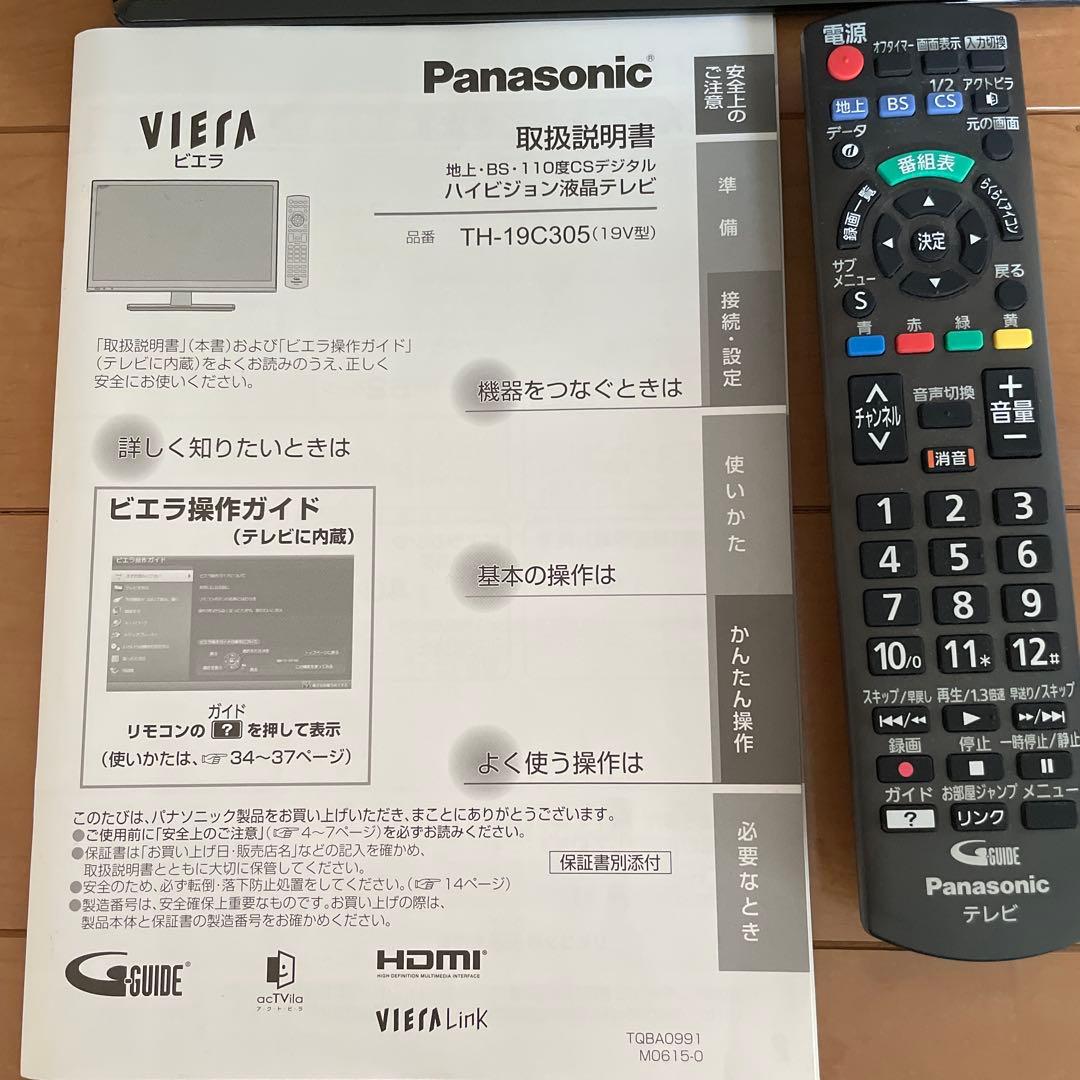 Panasonic®
VIERA
ビエラ
取扱説明書
地上・BS・110度CSデジタル
ハイビジョン液晶テレビ
品番 TH-19C305(19V型)
「取扱説明書」(本書)および「ビエラ操作ガイド」
(テレビに内蔵)をよくお読みのうえ、正しく
安全にお使いください。
詳しく知りたいときは
ビエラ操作ガイド
(テレビに内蔵)
ビエラ操作ガイド
ガイド
リモコンの ? を押して表示
(使いかたは、☞34～37ページ)
機器をつなぐときは
基本の操作は
よく使う操作は
安全上の
ご注意
準備
接続・設定
使いかた
かんたん操作
必要なとき
このたびは、パナソニック製品をお買い上げいただき、まことにありがとうございます。
●ご使用前に「安全上のご注意」(☞4～7ページ)を必ずお読みください。
●保証書は「お買い上げ日・販売店名」などの記入を確かめ、
取扱説明書とともに大切に保管してください。
●安全のため、必ず転倒・落下防止処置をしてください。(☞14ページ)
●製造番号は、安全確保上重要なものです。お買い上げの際は、
製品本体と保証書の製造番号をお確かめください。
保証書別添付
G-GUIDE®
acTVila
アクトビラ
HDMI®
HIGH-DEFINITION MULTIMEDIA INTERFACE
VIERA Link
TQBA0991
M0615-0
電源
オフタイマー 画面表示 入力切換
1/2 アクトビラ
地上 BS CS
データ
元の画面
d
番組表
録画一覧
らくらくアイコン
▲
◀ 決定 ▶
▼
サブ
メニュー
S
戻る
青 赤 緑 黄
チャンネル
音声切換
＋
音量
−
消音
1 2 3
4 5 6
7 8 9
10/0 11* 12#
スキップ/早戻し 再生/1.3倍速 早送り/スキップ
録画 停止 一時停止/静止
ガイド お部屋ジャンプ メニュー
? リンク
G-GUIDE
Panasonic
テレビ